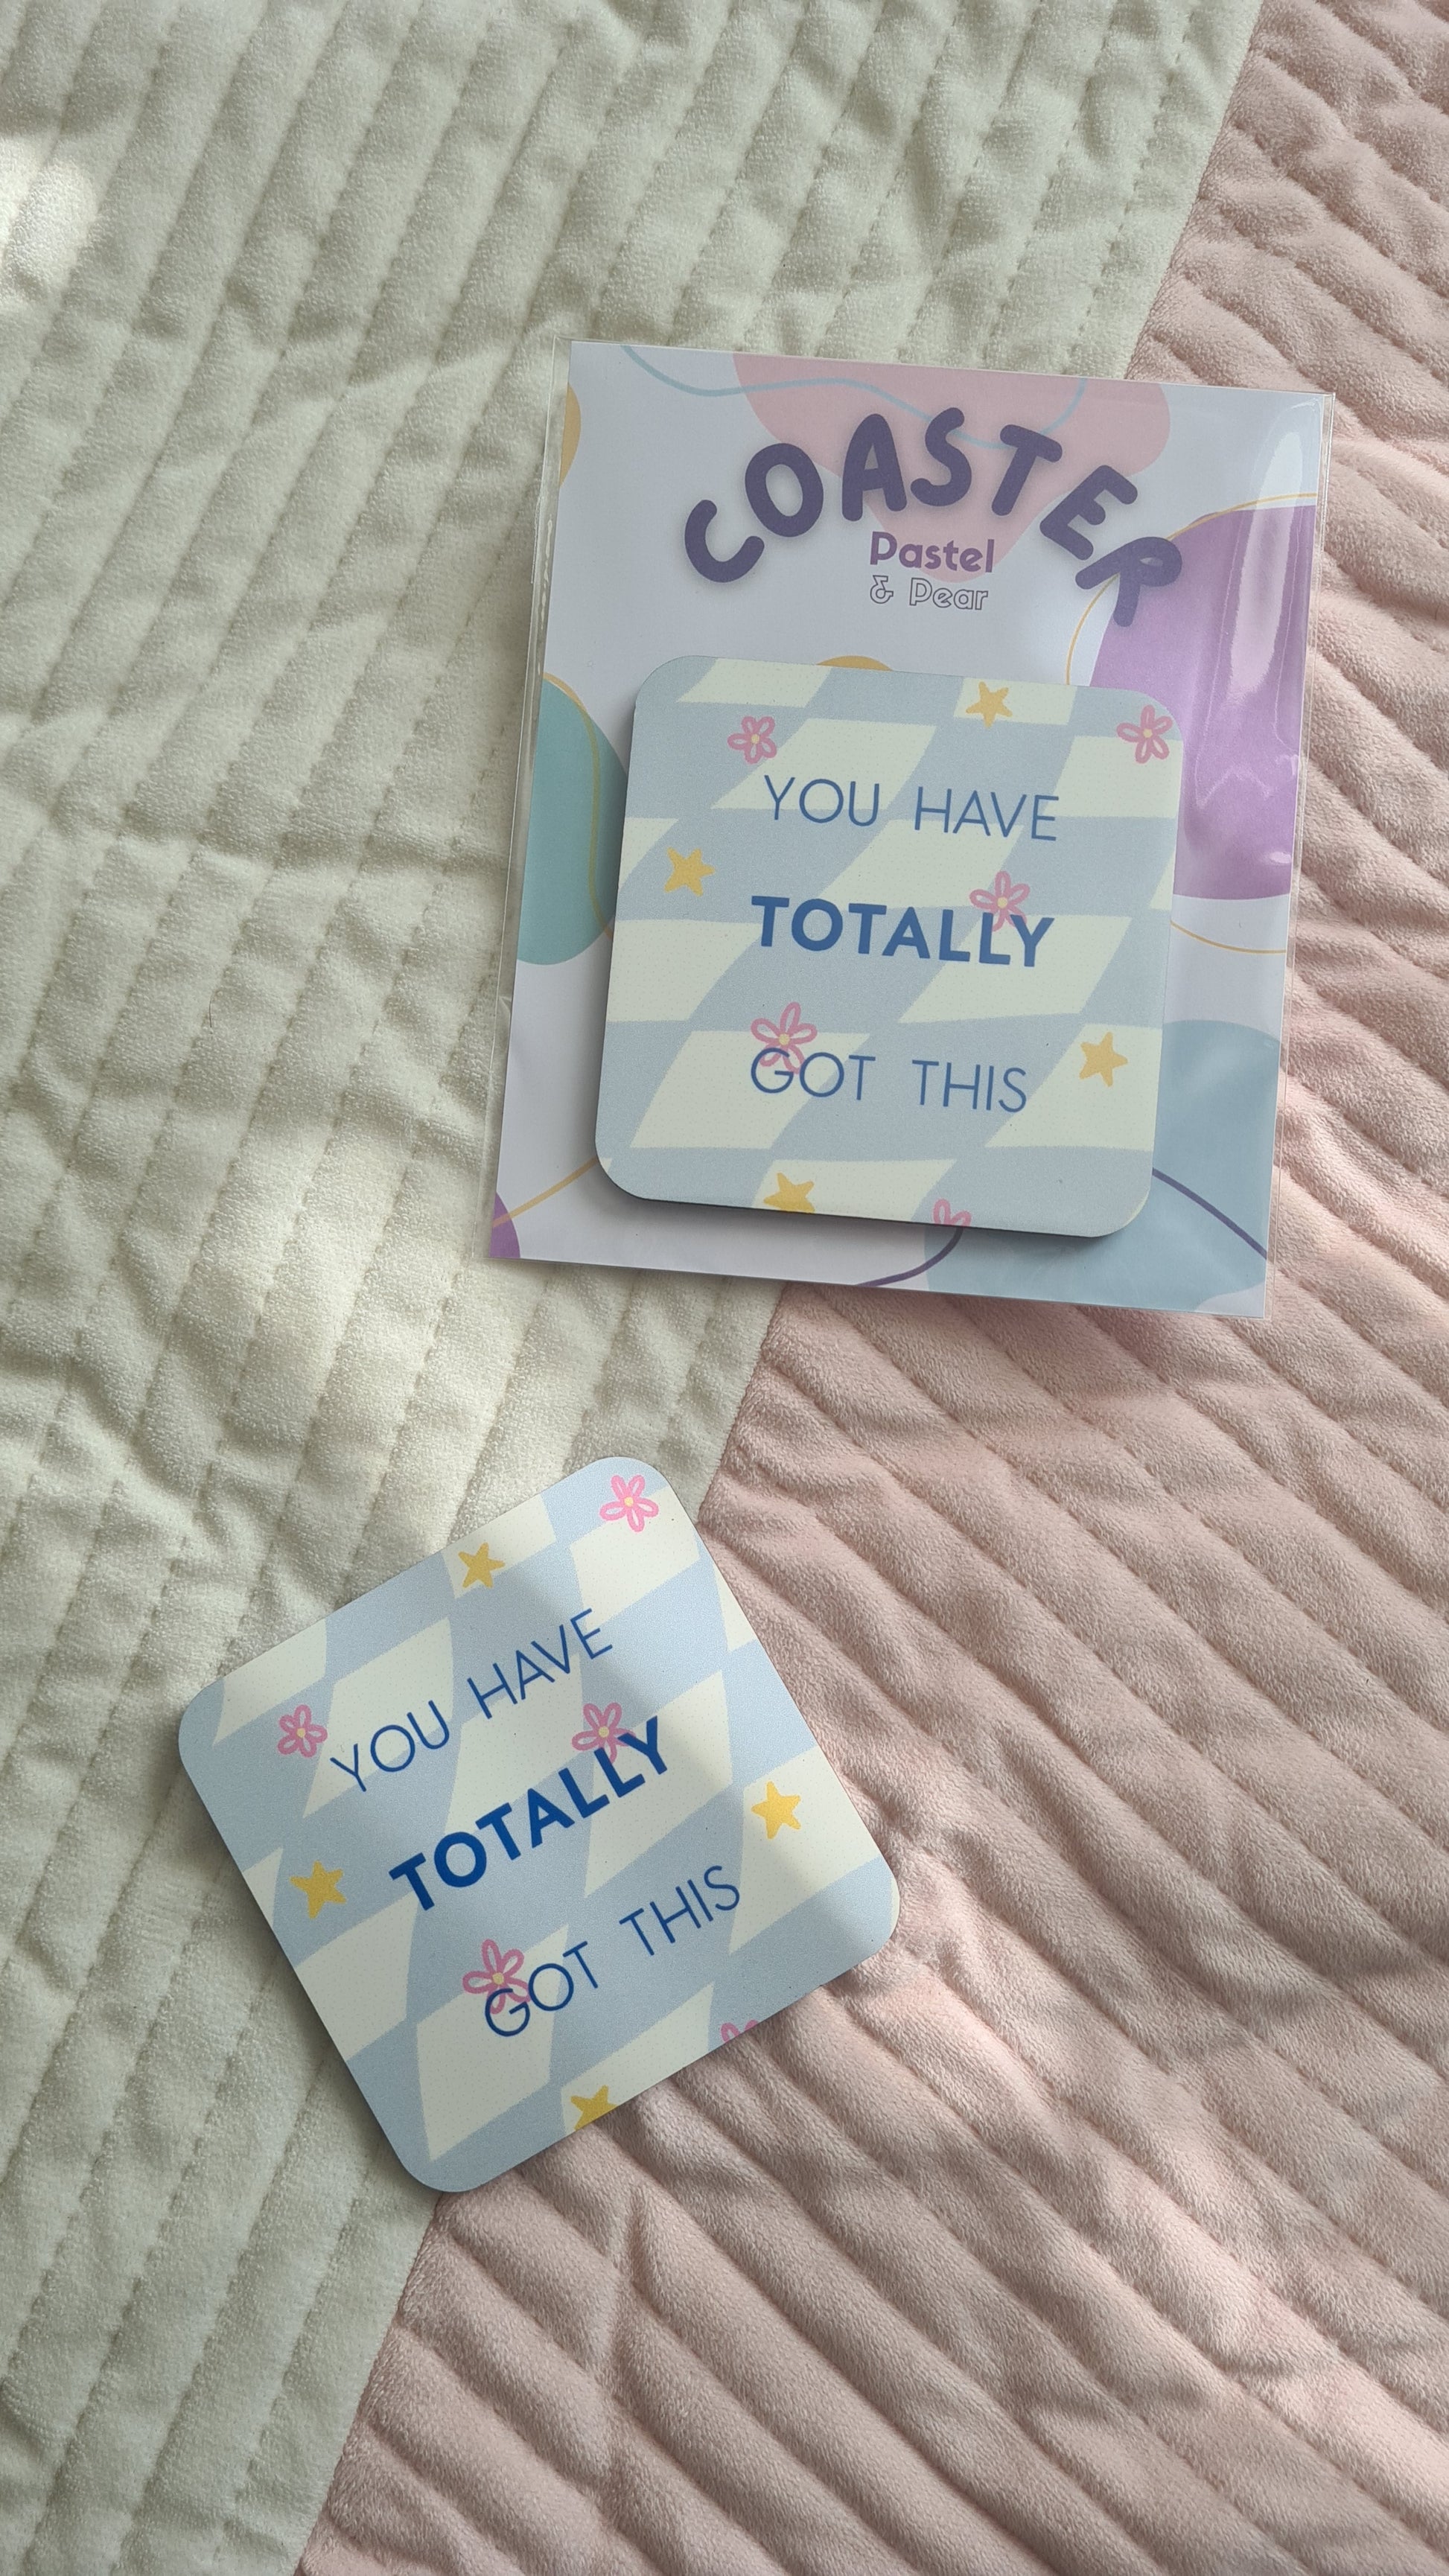 COASTER
Pastel
& Pear
YOU HAVE
TOTALLY
GOT THIS
YOU HAVE
TOTALLY
GOT THIS